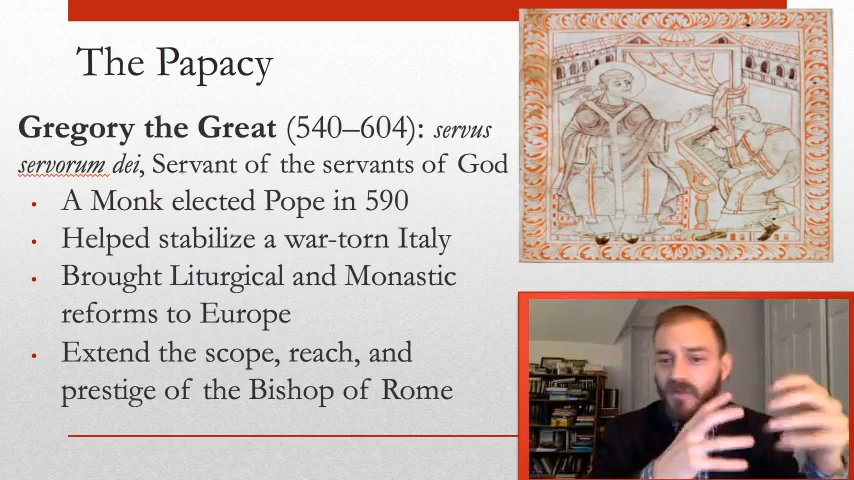 The Papacy
Gregory the Great (540–604): servus
servorum dei, Servant of the servants of God
• A Monk elected Pope in 590
• Helped stabilize a war-torn Italy
• Brought Liturgical and Monastic
reforms to Europe
• Extend the scope, reach, and
prestige of the Bishop of Rome